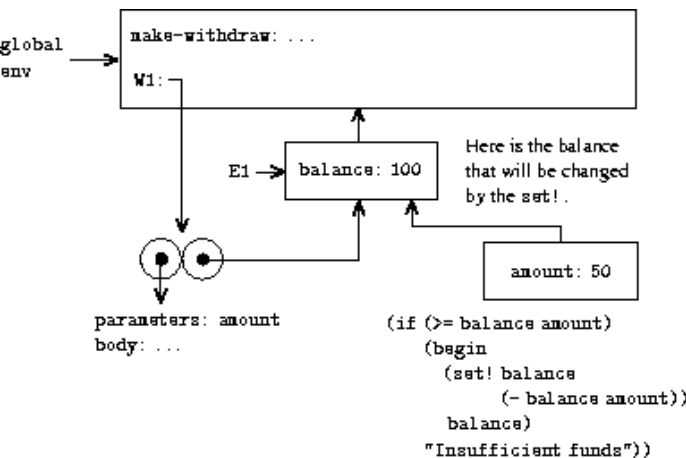 make-withdraw: ...
global
env
W1:
Here is the balance
that will be changed
by the set!.
E1
balance: 100
amount: 50
parameters: amount
body: ...
(if (>= balance amount)
(begin
(set! balance
(- balance amount))
balance)
"Insufficient funds"))